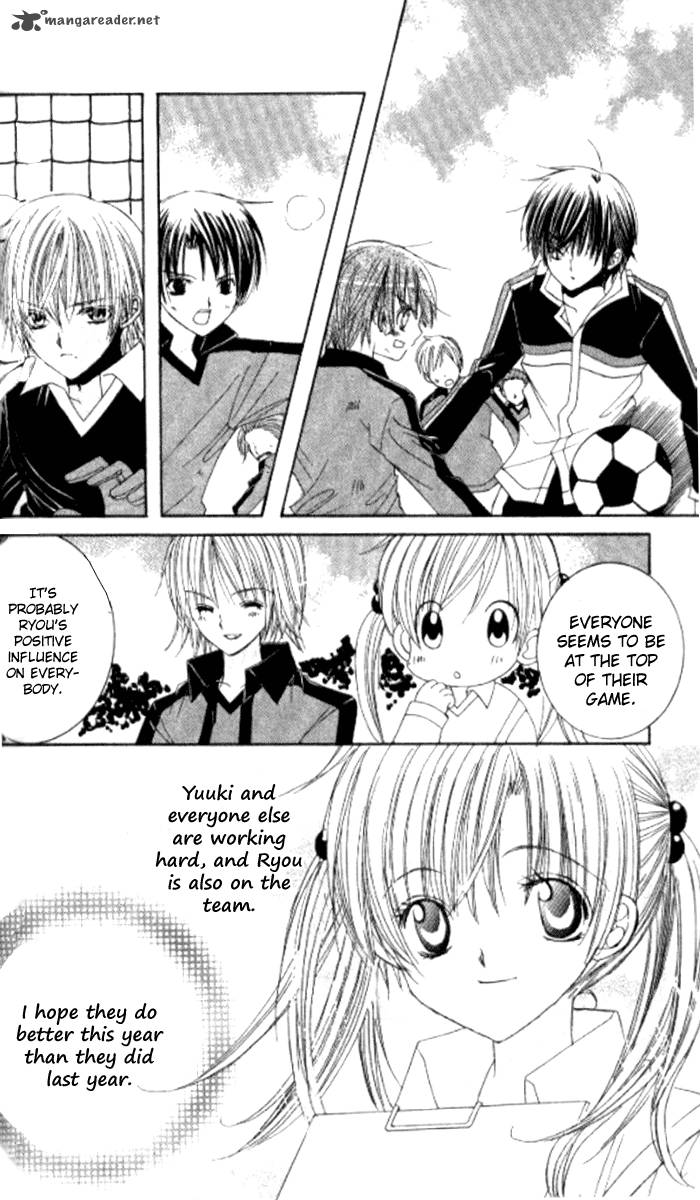 mangareader.net
EVERYONE
SEEMS TO BE
AT THE TOP
OF THEIR
GAME.
IT'S
PROBABLY
RYOU'S
POSITIVE
INFLUENCE
ON EVERY-
BODY.
Yuuki and
everyone else
are working
hard, and Ryou
is also on the
team.
I hope they do
better this year
than they did
last year.